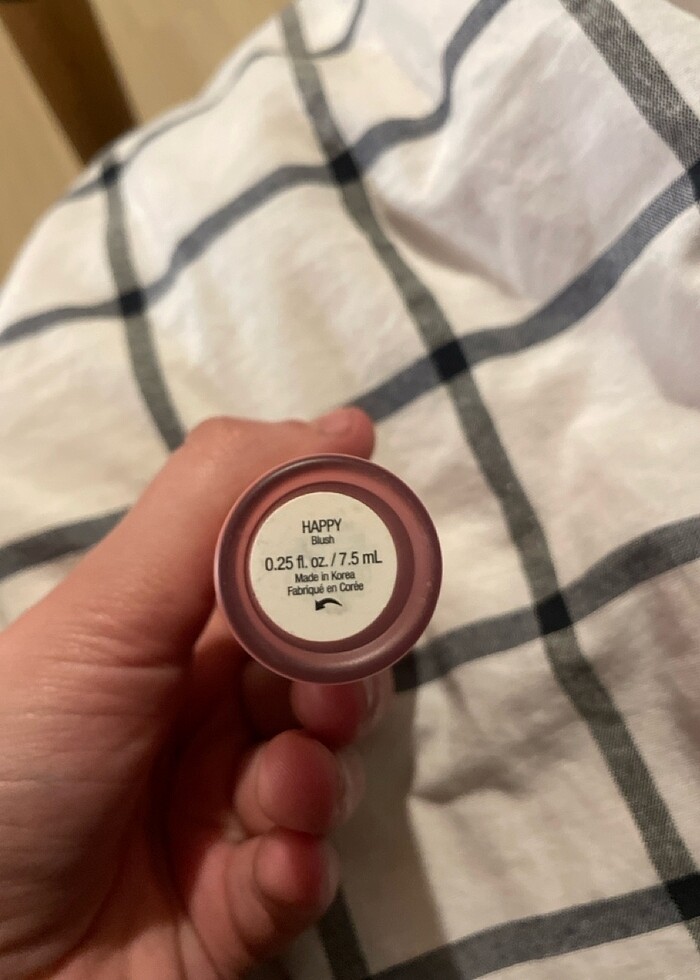 HAPPY
Blush
0.25 fl. oz. / 7.5 mL
Made in Korea
Fabriqué en Corée